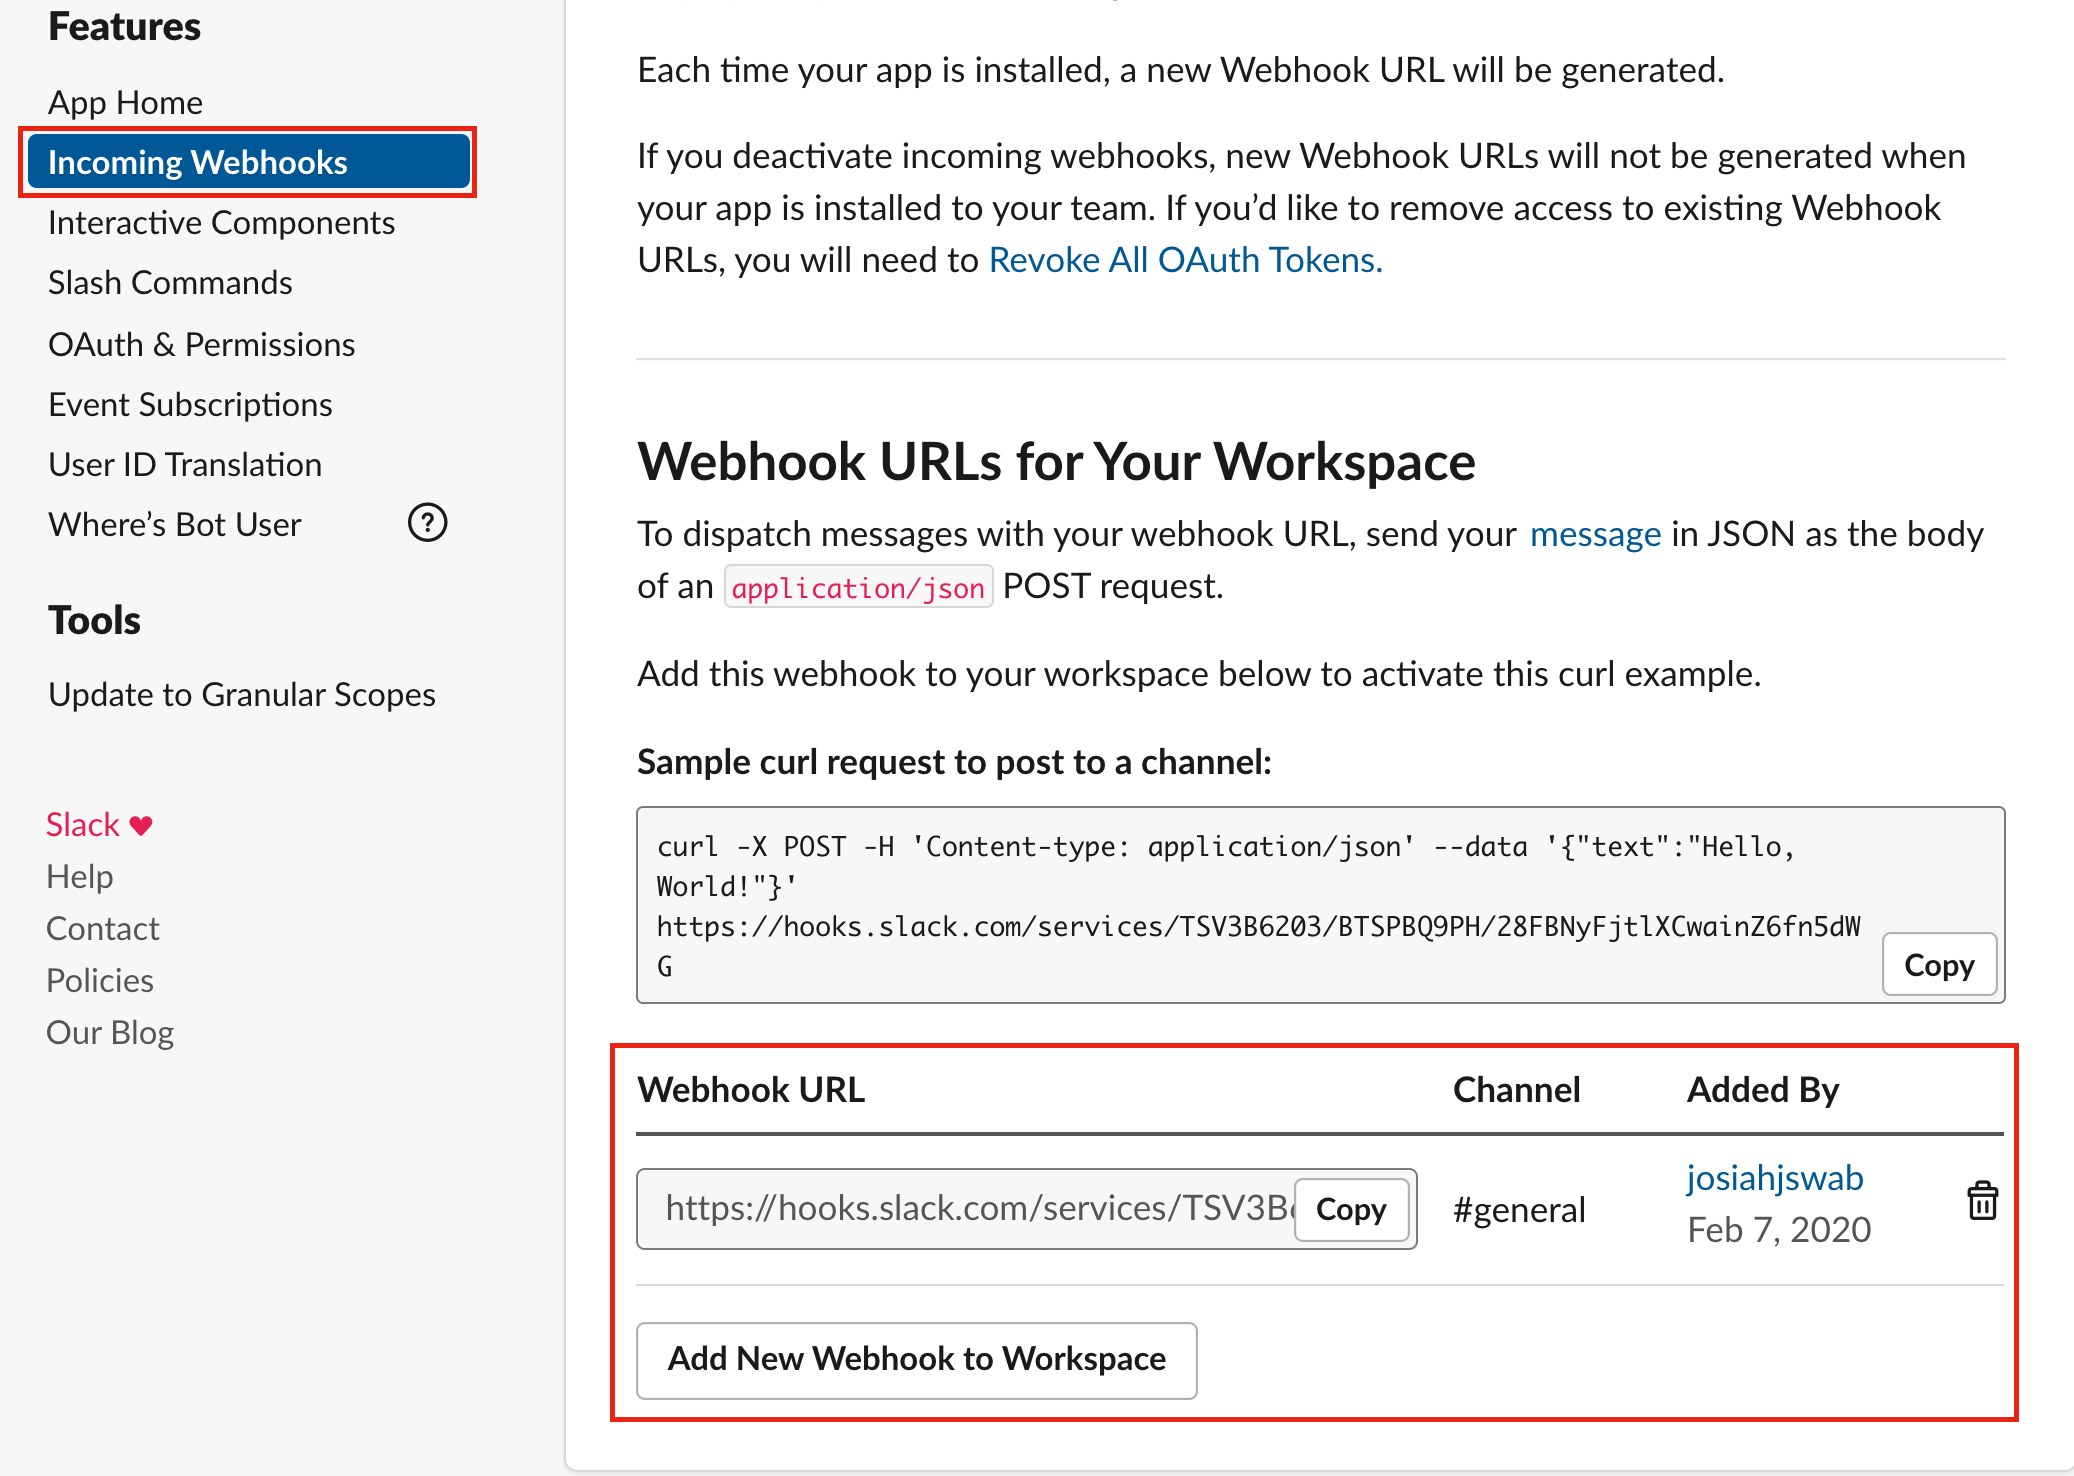 Features
App Home
Incoming Webhooks
Interactive Components
Slash Commands
OAuth & Permissions
Event Subscriptions
User ID Translation
Where’s Bot User
?
Tools
Update to Granular Scopes
Slack
Help
Contact
Policies
Our Blog
Each time your app is installed, a new Webhook URL will be generated.
If you deactivate incoming webhooks, new Webhook URLs will not be generated when
your app is installed to your team. If you’d like to remove access to existing Webhook
URLs, you will need to Revoke All OAuth Tokens.
Webhook URLs for Your Workspace
To dispatch messages with your webhook URL, send your message in JSON as the body
of an application/json POST request.
Add this webhook to your workspace below to activate this curl example.
Sample curl request to post to a channel:
curl -X POST -H 'Content-type: application/json' --data '{"text":"Hello,
World!"}'
https://hooks.slack.com/services/TSV3B6203/BTSPBQ9PH/28FBNyFjtlXCwainZ6fn5dW
G
Copy
Webhook URL Channel Added By
https://hooks.slack.com/services/TSV3B Copy #general josiahjswab
Feb 7, 2020
Add New Webhook to Workspace